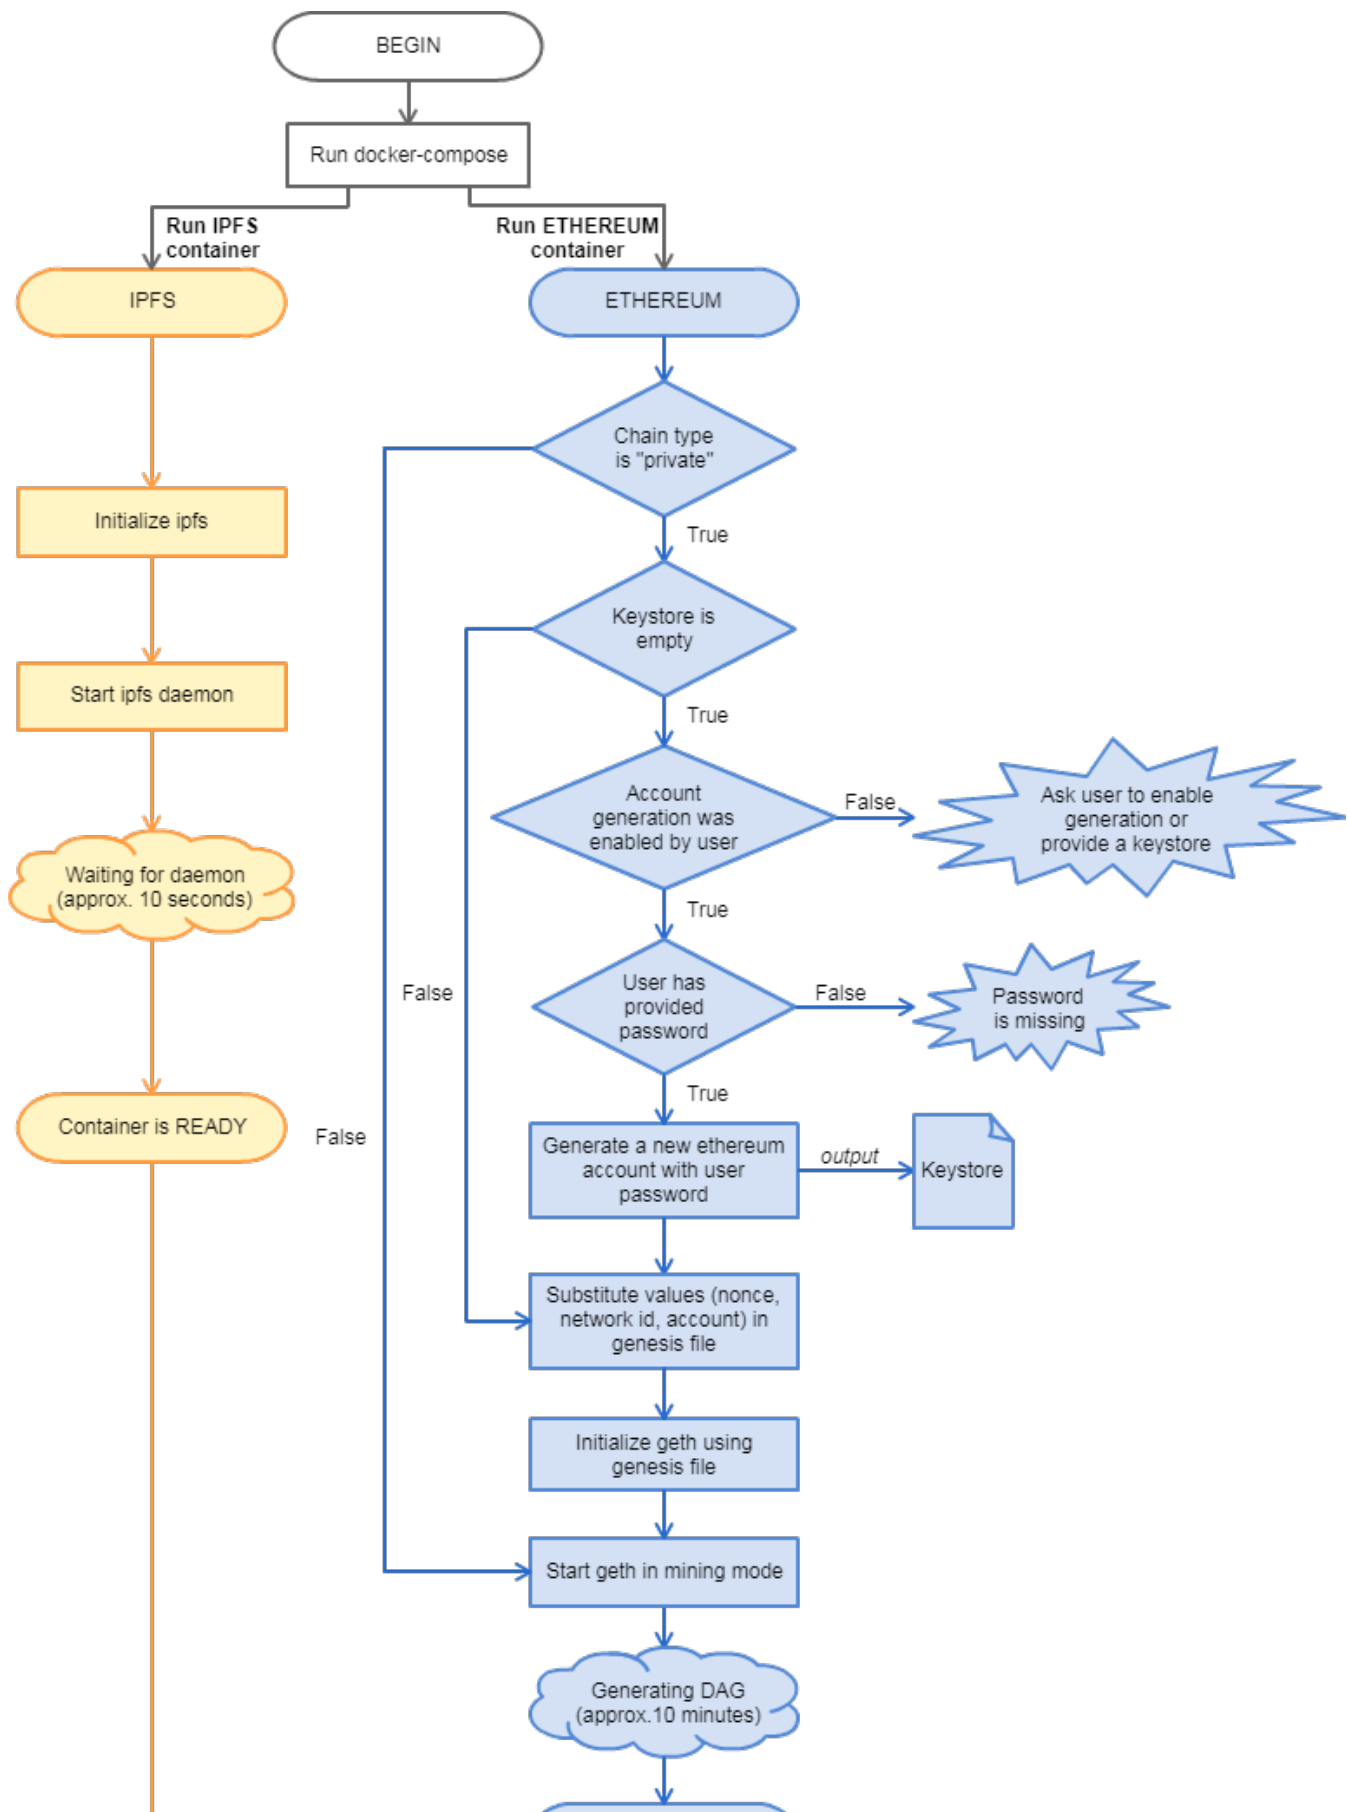 BEGIN
Run docker-compose
Run IPFS
container
Run ETHEREUM
container
IPFS
ETHEREUM
Chain type
is "private"
True
Initialize ipfs
Keystore is
empty
True
Start ipfs daemon
Account
generation was
enabled by user
False
Ask user to enable
generation or
provide a keystore
Waiting for daemon
(approx. 10 seconds)
True
User has
provided
password
False
Password
is missing
False
True
Container is READY
False
Generate a new ethereum
account with user
password
output
Keystore
Substitute values (nonce,
network id, account) in
genesis file
Initialize geth using
genesis file
Start geth in mining mode
Generating DAG
(approx.10 minutes)